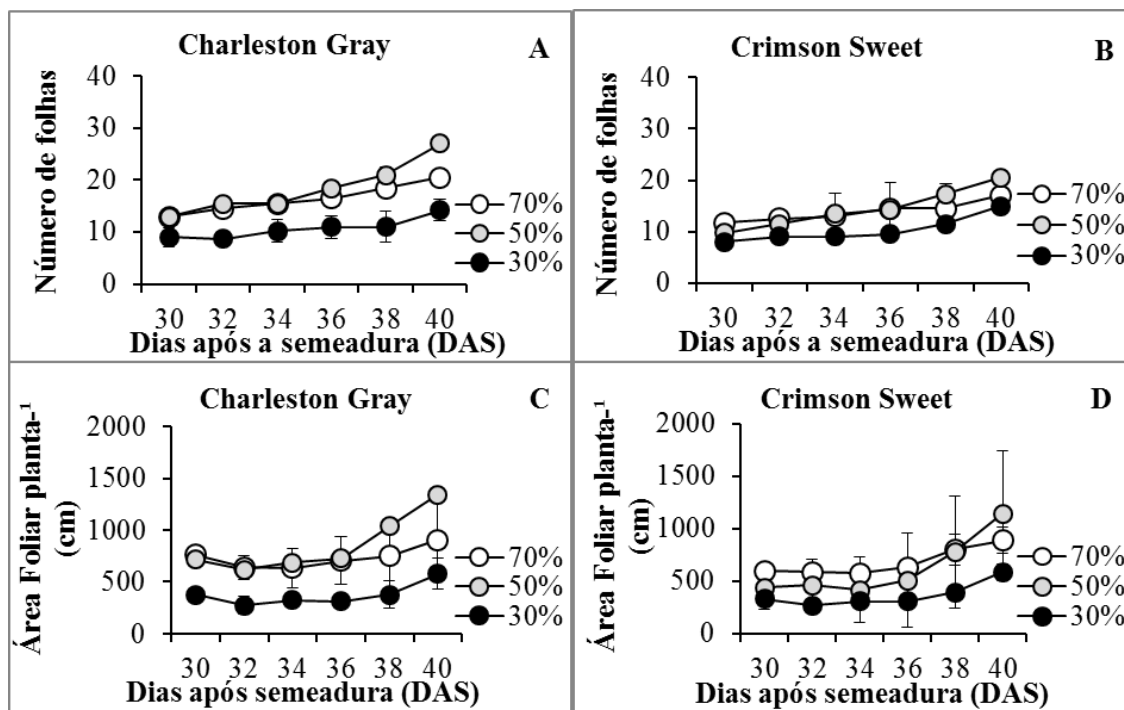 Charleston Gray
A
Número de folhas
40
30
20
10
0
70%
50%
30%
30 32 34 36 38 40
Dias após a semeadura (DAS)
Crimson Sweet
B
Número de folhas
40
30
20
10
0
70%
50%
30%
30 32 34 36 38 40
Dias após a semeadura (DAS)
Charleston Gray
C
Área Foliar planta-¹
(cm)
2000
1500
1000
500
0
70%
50%
30%
30 32 34 36 38 40
Dias após semeadura (DAS)
Crimson Sweet
D
Área Foliar planta-¹
(cm)
2000
1500
1000
500
0
70%
50%
30%
30 32 34 36 38 40
Dias após semeadura (DAS)